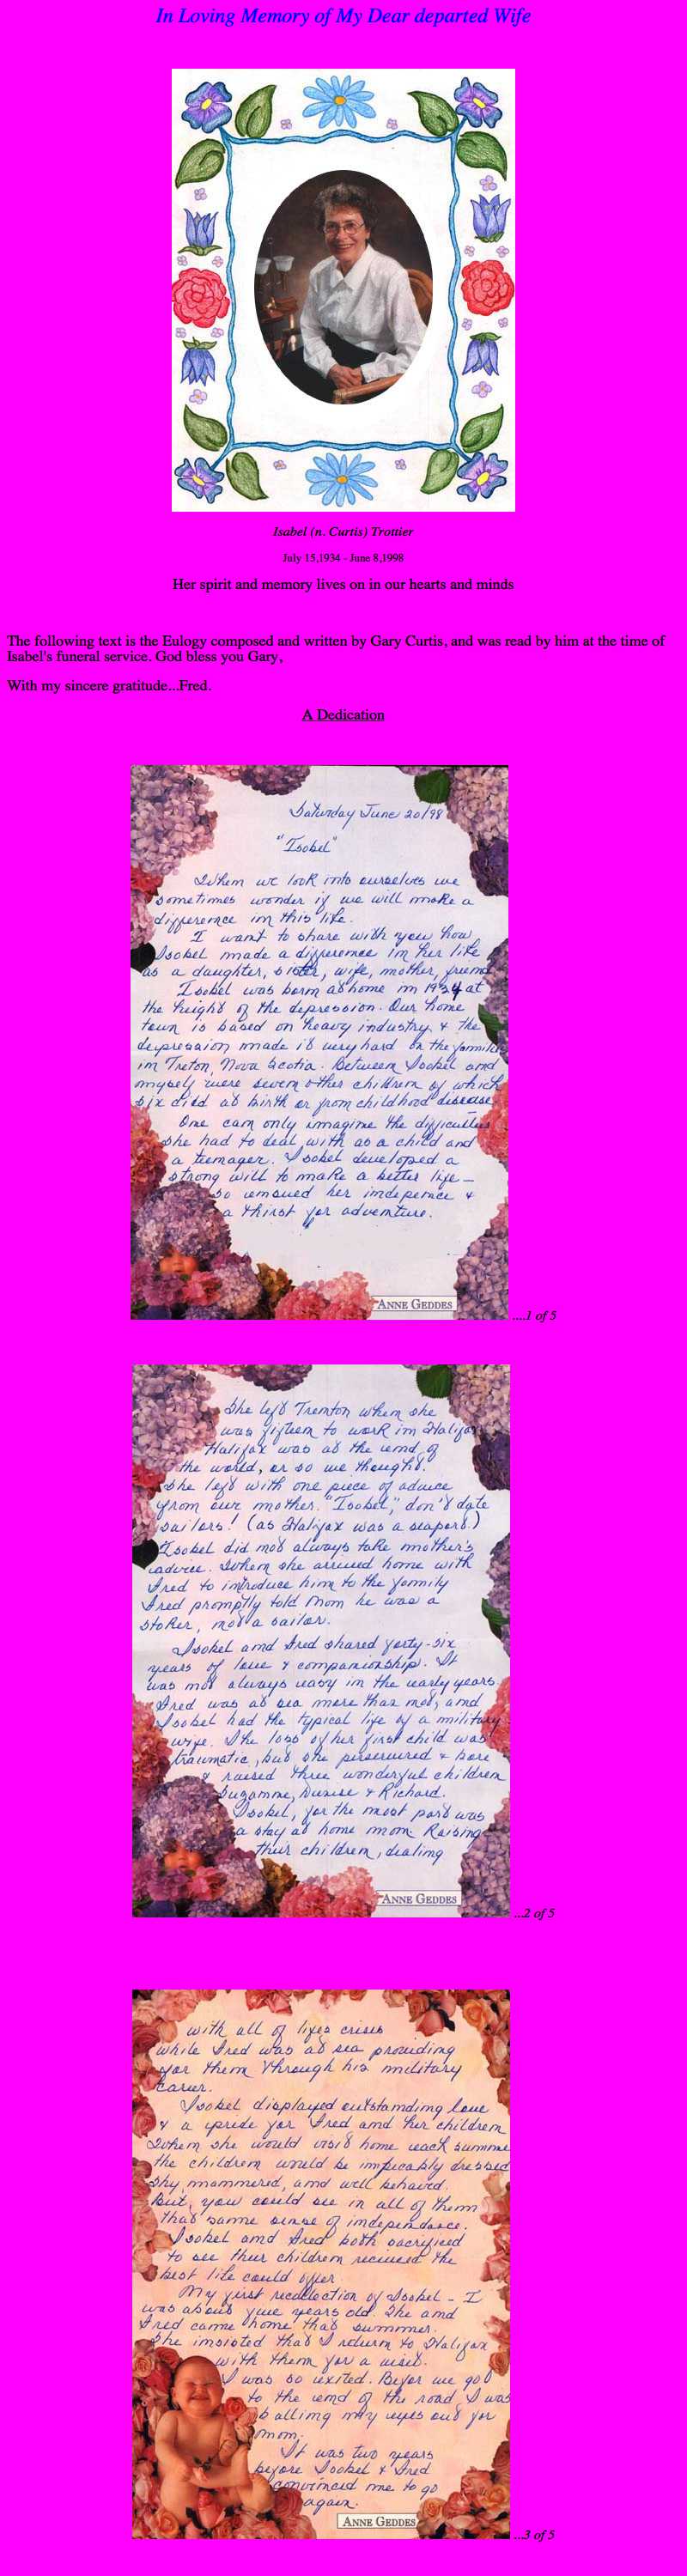 In Loving Memory of My Dear departed Wife
Isabel (n. Curtis) Trottier
July 15,1934 - June 8,1998
Her spirit and memory lives on in our hearts and minds
The following text is the Eulogy composed and written by Gary Curtis, and was read by him at the time of
Isabel's funeral service. God bless you Gary,
With my sincere gratitude...Fred.
A Dedication
Saturday June 20/98
"Isobel"
When we look into ourselves we
sometimes wonder if we will make a
difference in this life.
I want to share with you how
Isobel made a difference in her life
as a daughter, sister, wife, mother, friend
Isobel was born at home in 1934 at
the height of the depression. Our home
town is based on heavy industry & the
depression made it very hard on the families
in Treton, Nova Scotia. Between Isobel and
myself were seven other children of which
six died at birth or from childhood disease.
One can only imagine the difficulties
she had to deal with as a child and
a teenager. Isobel developed a
strong will to make a better life -
so ensued her indepence &
a thirst for adventure.
ANNE GEDDES
....1 of 5
She left Trenton when she
was fifteen to work in Halifax
Halifax was at the end of
the world, or so we thought.
She left with one piece of advice
from our mother. "Isobel", don't date
sailors! (as Halifax was a seaport.)
Isobel did not always take mother's
advice. When she arrived home with
Fred to introduce him to the family
Fred promptly told Mom he was a
stoker, not a sailor.
Isobel and Fred shared forty-six
years of love & companionship. It
was not always easy in the early years.
Fred was at sea more than not, and
Isobel had the typical life of a military
wife. The loss of her first child was
traumatic, but she perservired & bore
& raised three wonderful children
Suzanne, Denise & Richard.
Isobel, for the most part was
a stay at home mom. Raising
their children, dealing
ANNE GEDDES
...2 of 5
with all of lifes crisis
while Fred was at sea providing
for them through his military
career.
Isobel displayed outstanding love
& a pride for Fred and her children
When she would visit home each summe
the children would be impecably dressed
shy, mannered, and well behaved.
But, you could see in all of them
that same sense of independance.
Isobel and Fred both sacrificed
to see their children recieved the
best life could offer.
My first recollection of Isobel - I
was about five years old. She and
Fred came home that summer.
She insisted that I return to Halifax
with them for a visit.
I was so exited. Befor we got
to the end of the road, I was
balling my eyes out for
mom.
It was two years
before Isobel & Fred
convinced me to go
again.
ANNE GEDDES
...3 of 5